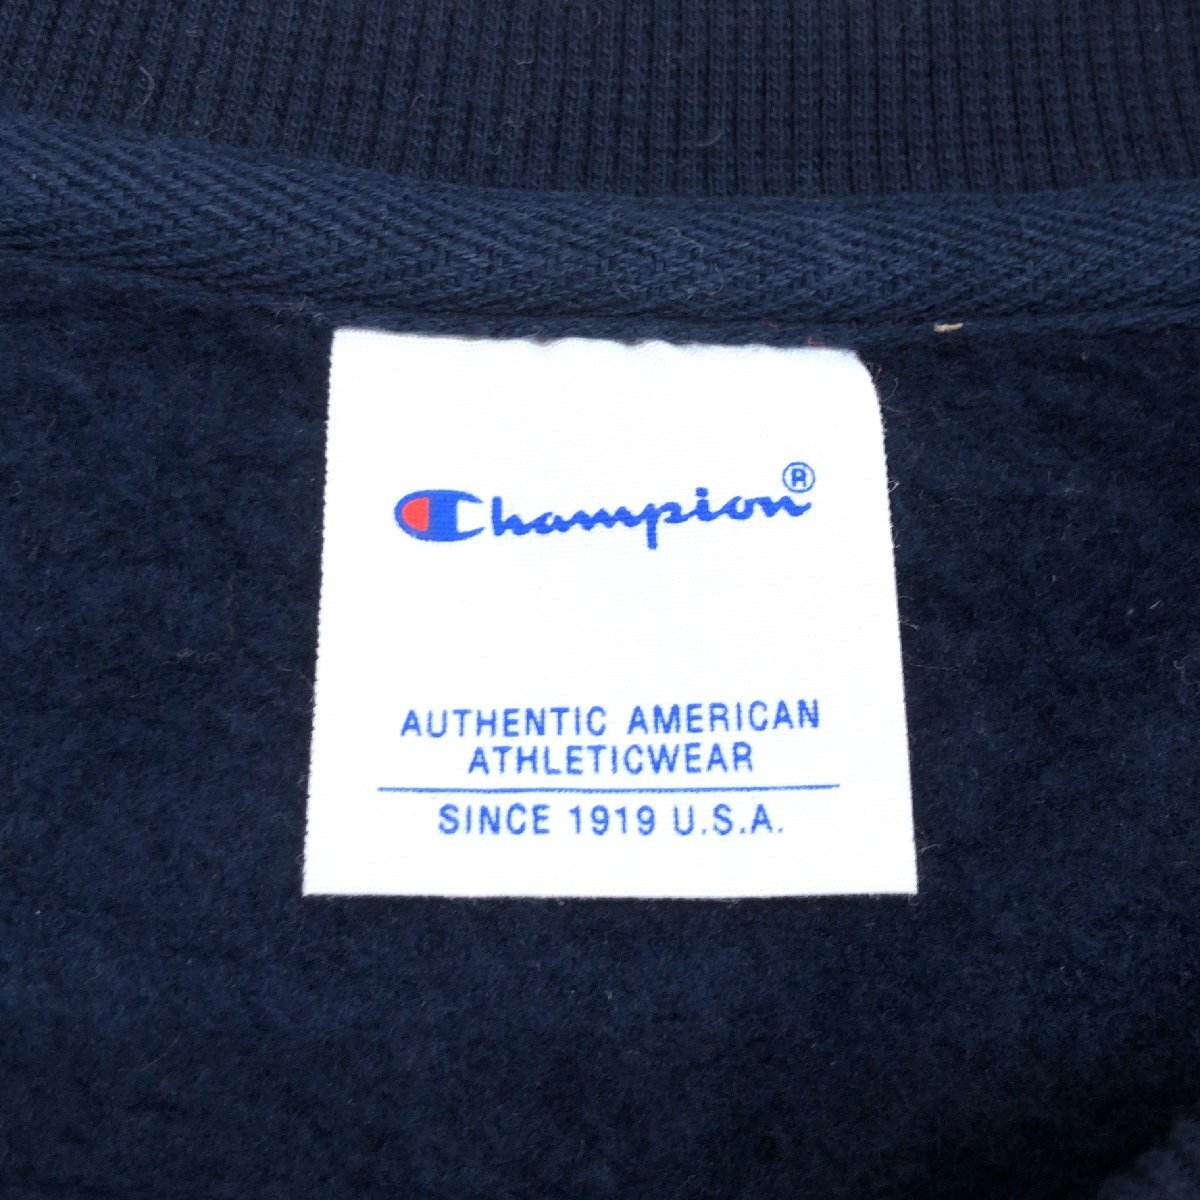 Champion®
AUTHENTIC AMERICAN
ATHLETICWEAR
SINCE 1919 U.S.A.